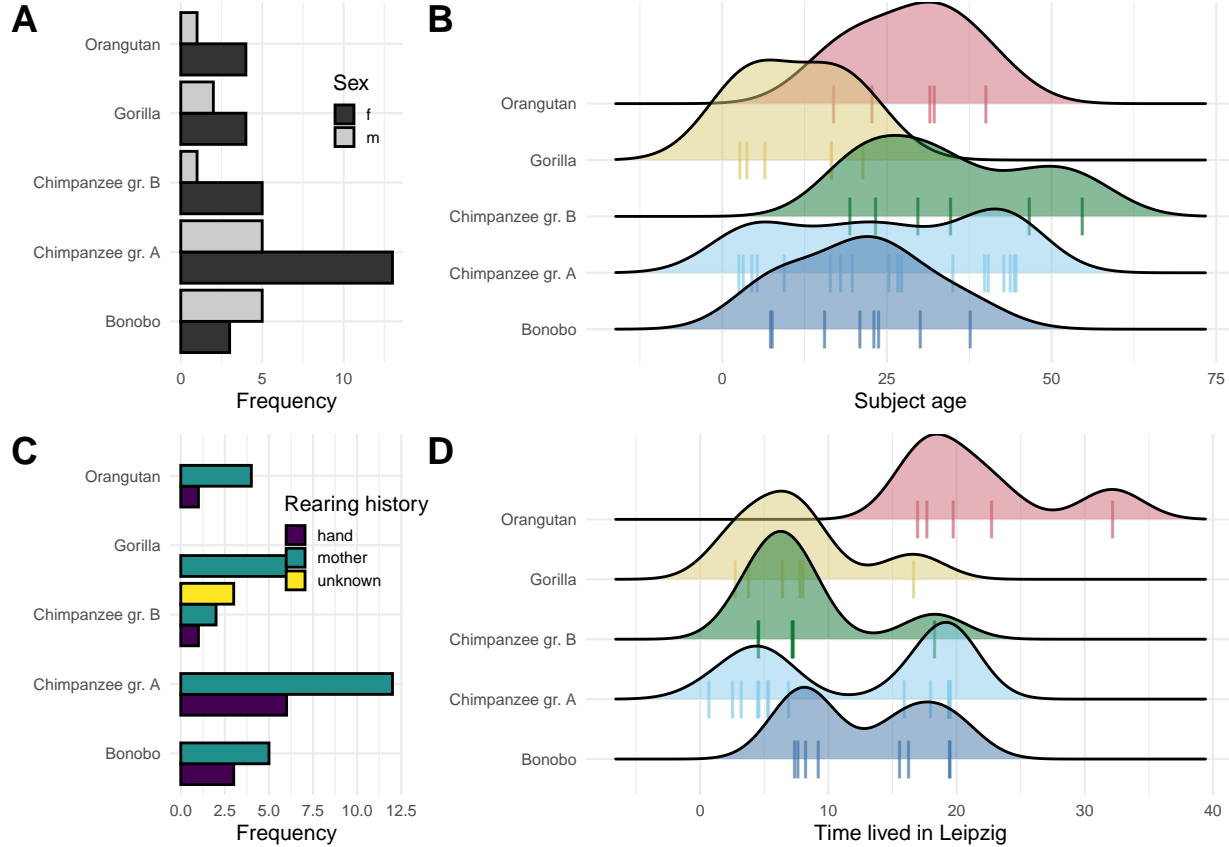 A
Orangutan
Gorilla
Chimpanzee gr. B
Chimpanzee gr. A
Bonobo
0 5 10
Frequency
Sex
f
m
B
Orangutan
Gorilla
Chimpanzee gr. B
Chimpanzee gr. A
Bonobo
0 25 50 75
Subject age
C
Orangutan
Gorilla
Chimpanzee gr. B
Chimpanzee gr. A
Bonobo
0.0 2.5 5.0 7.5 10.0 12.5
Frequency
Rearing history
hand
mother
unknown
D
Orangutan
Gorilla
Chimpanzee gr. B
Chimpanzee gr. A
Bonobo
0 10 20 30 40
Time lived in Leipzig